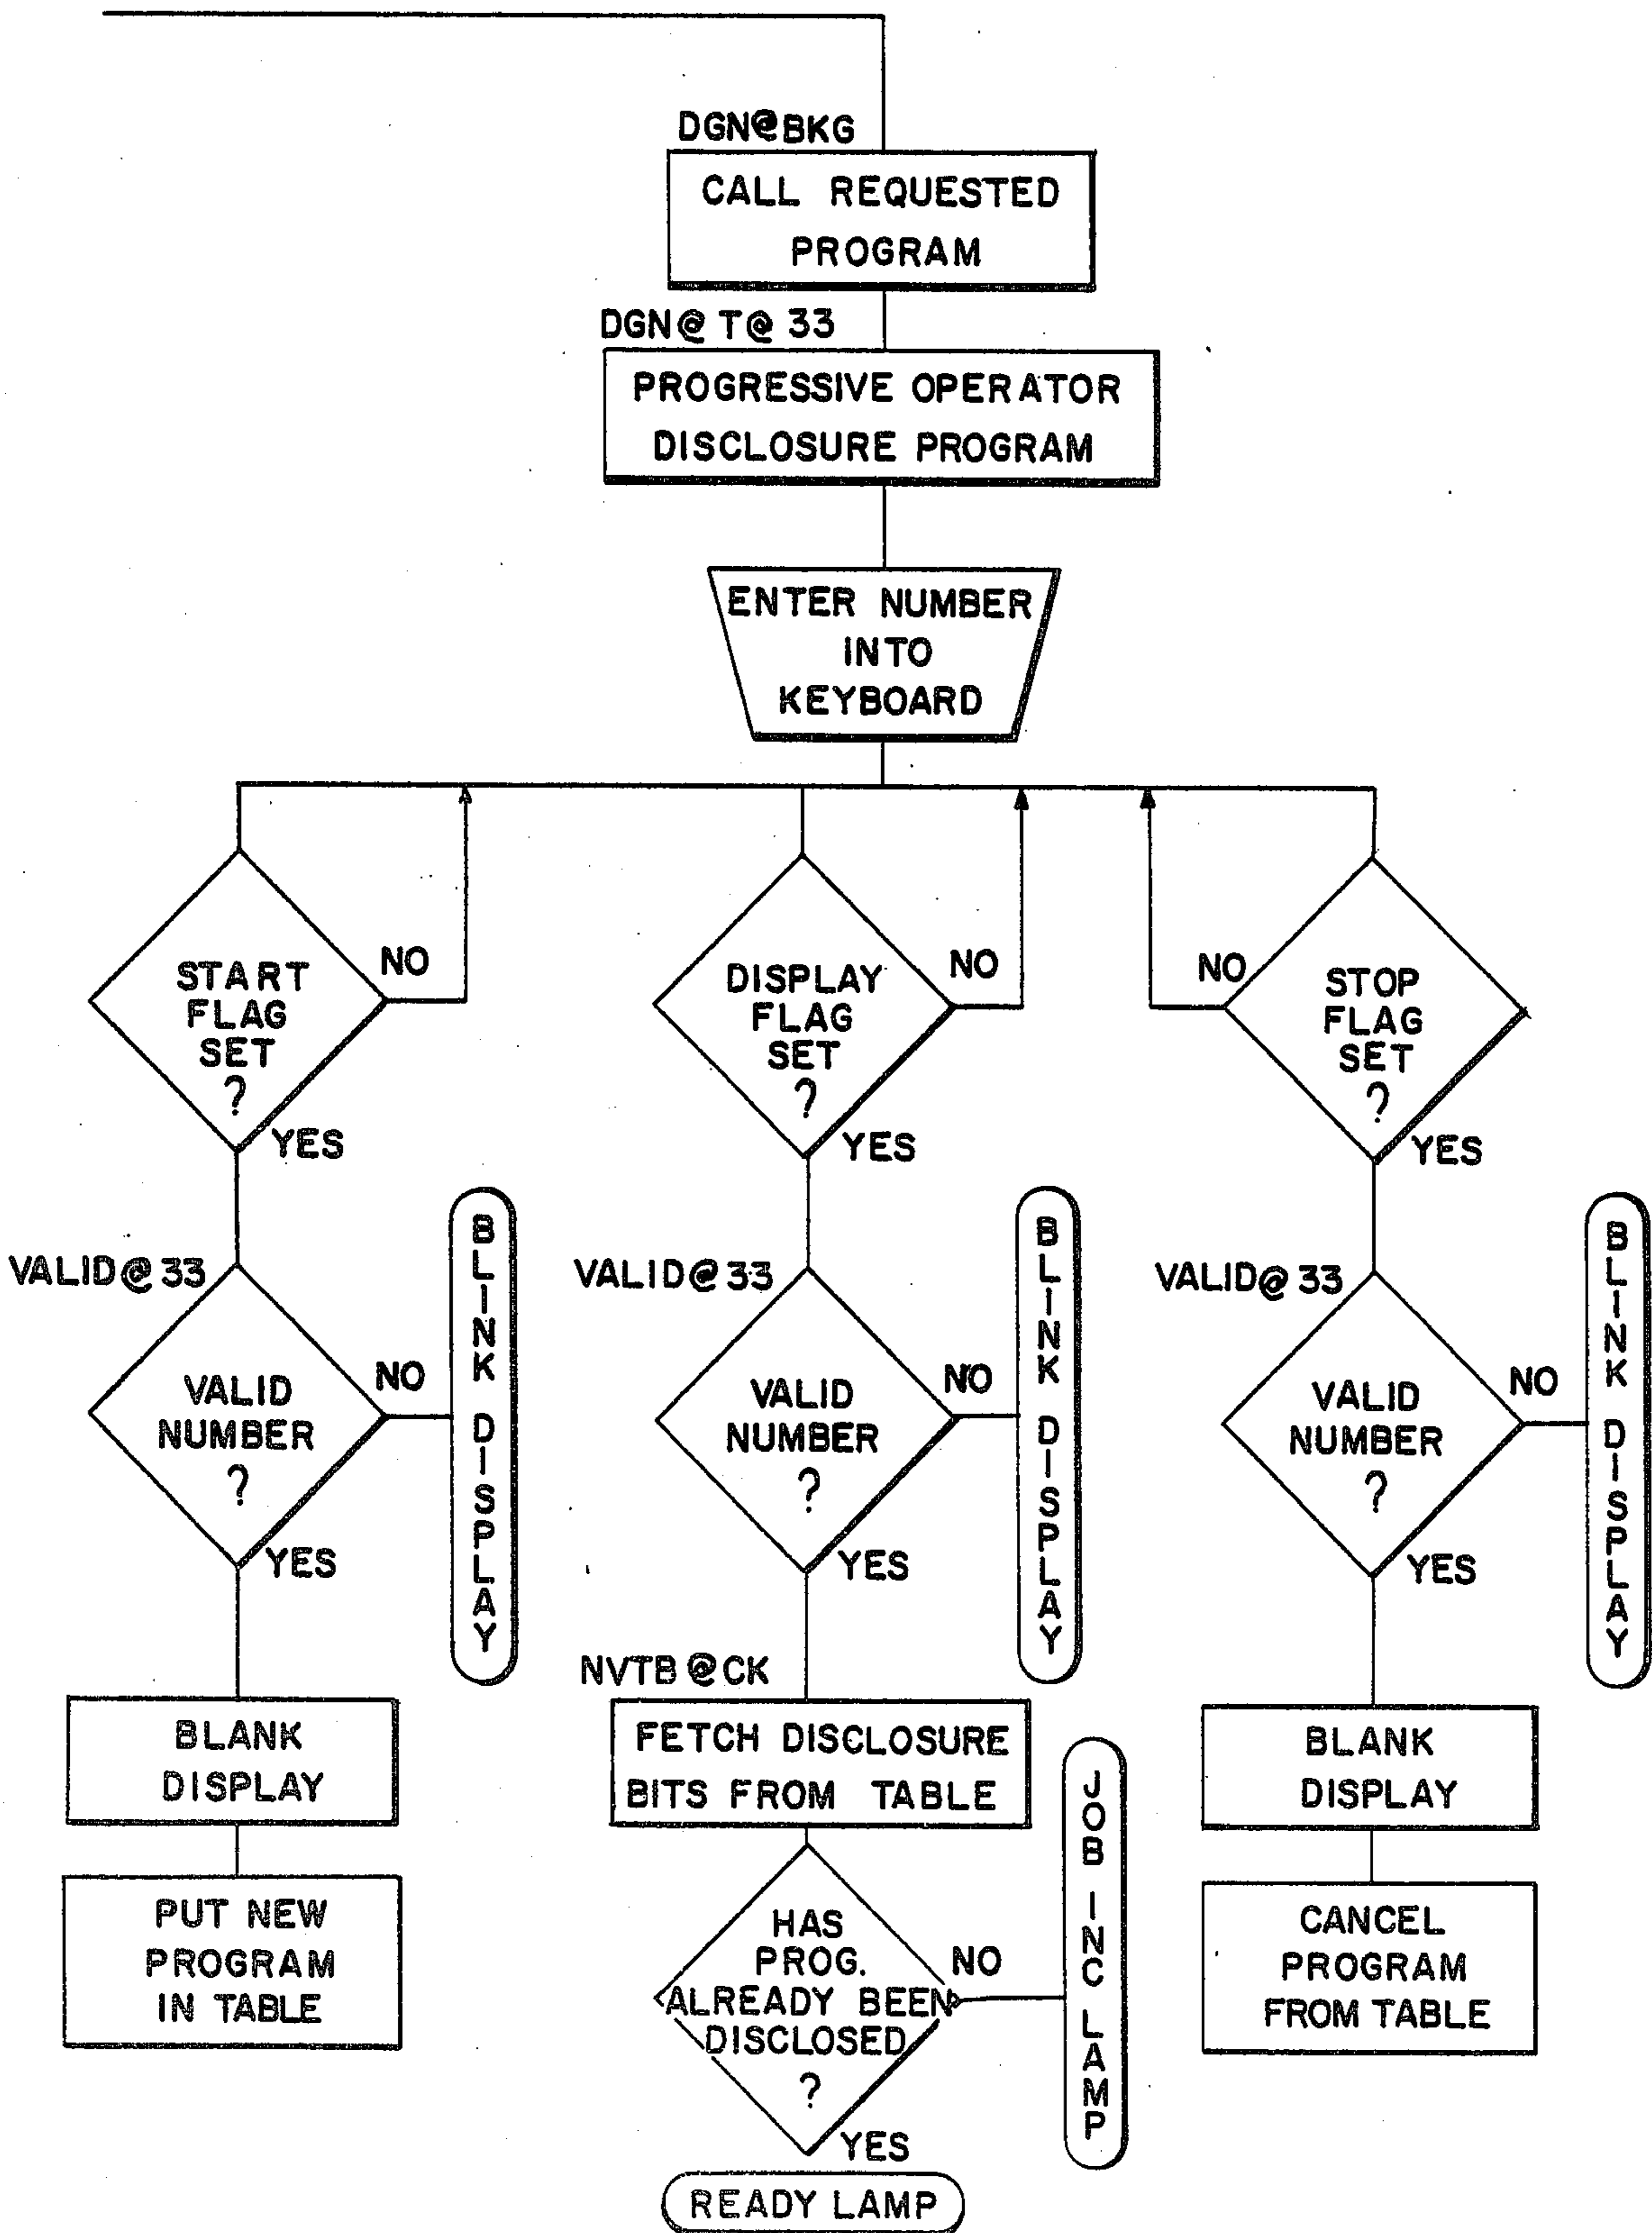 DGN@BKG
CALL REQUESTED
PROGRAM
DGN@T@33
PROGRESSIVE OPERATOR
DISCLOSURE PROGRAM
ENTER NUMBER
INTO
KEYBOARD
START
FLAG
SET
?
NO
YES
DISPLAY
FLAG
SET
?
NO
YES
NO
STOP
FLAG
SET
?
YES
VALID@33
VALID
NUMBER
?
NO
YES
BLINK DISPLAY
VALID@33
VALID
NUMBER
?
NO
YES
BLINK DISPLAY
VALID@33
VALID
NUMBER
?
NO
YES
BLINK DISPLAY
BLANK
DISPLAY
PUT NEW
PROGRAM
IN TABLE
NVTB@CK
FETCH DISCLOSURE
BITS FROM TABLE
HAS
PROG.
ALREADY BEEN
DISCLOSED
?
NO
YES
JOB INC LAMP
READY LAMP
BLANK
DISPLAY
CANCEL
PROGRAM
FROM TABLE